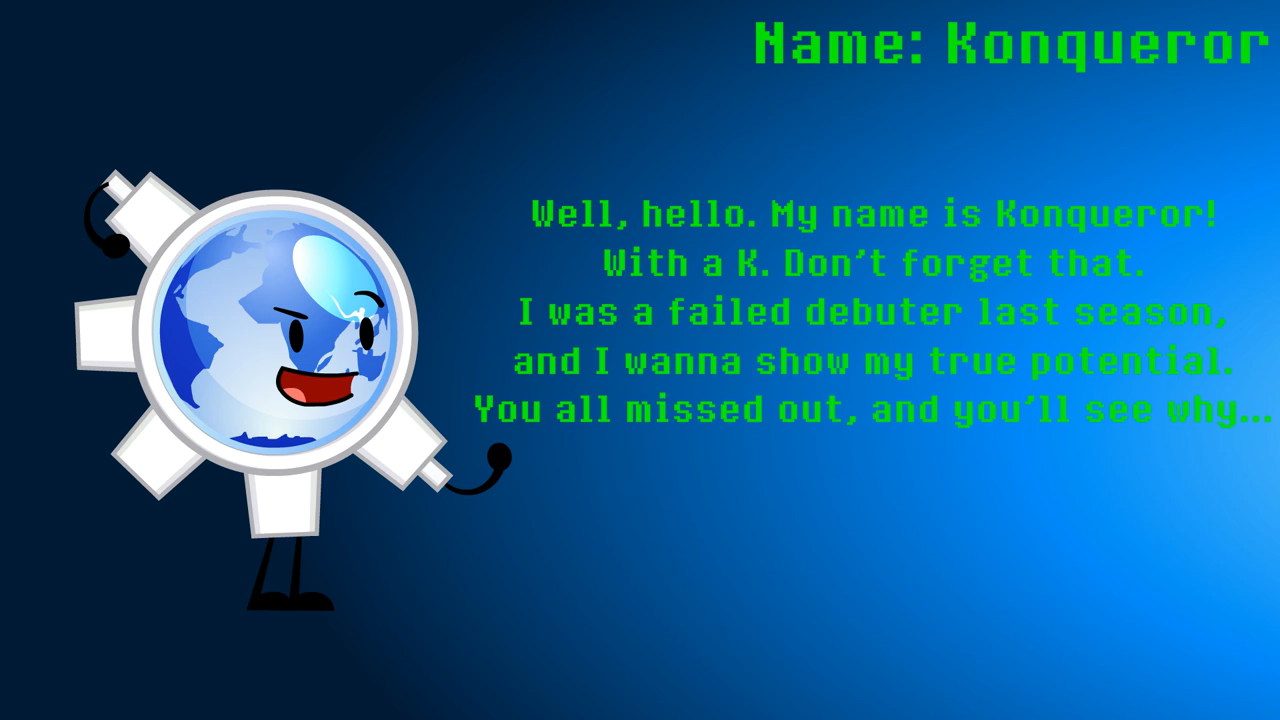 Name: Konqueror
Well, hello. My name is Konqueror!
With a K. Don't forget that.
I was a failed debuter last season,
and I wanna show my true potential.
You all missed out, and you'll see why...